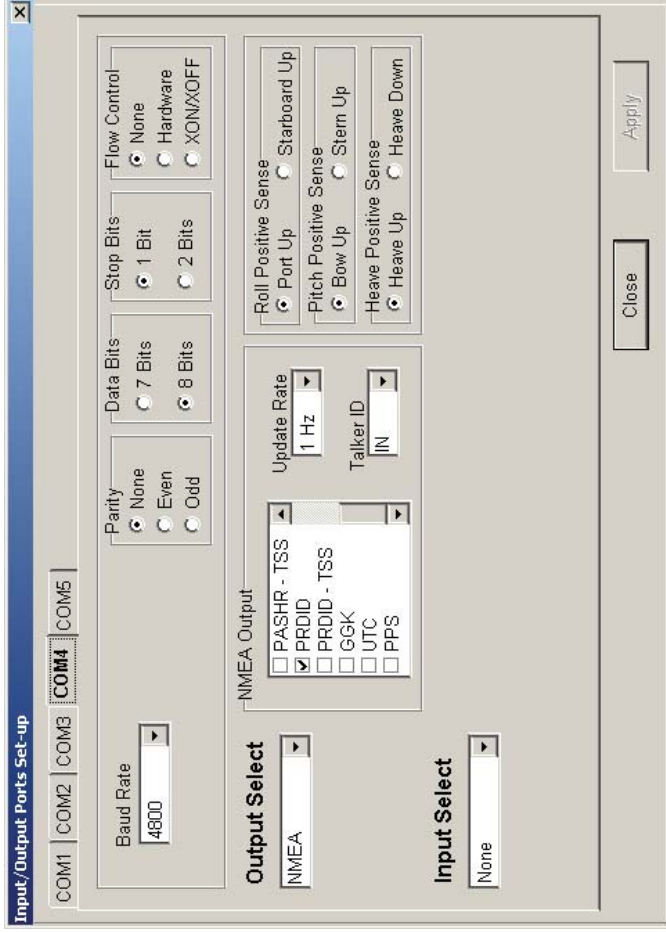 Input/Output Ports Set-up
COM1 COM2 COM3 COM4 COM5
Baud Rate
4800
Parity
None
Even
Odd
Data Bits
7 Bits
8 Bits
Stop Bits
1 Bit
2 Bits
Flow Control
None
Hardware
XON/XOFF
Output Select
NMEA
NMEA Output
PASHR - TSS
PRDID
PRDID - TSS
GGK
UTC
PPS
Update Rate
1 Hz
Talker ID
IN
Roll Positive Sense
Port Up Starboard Up
Pitch Positive Sense
Bow Up Stern Up
Heave Positive Sense
Heave Up Heave Down
Input Select
None
Close Apply